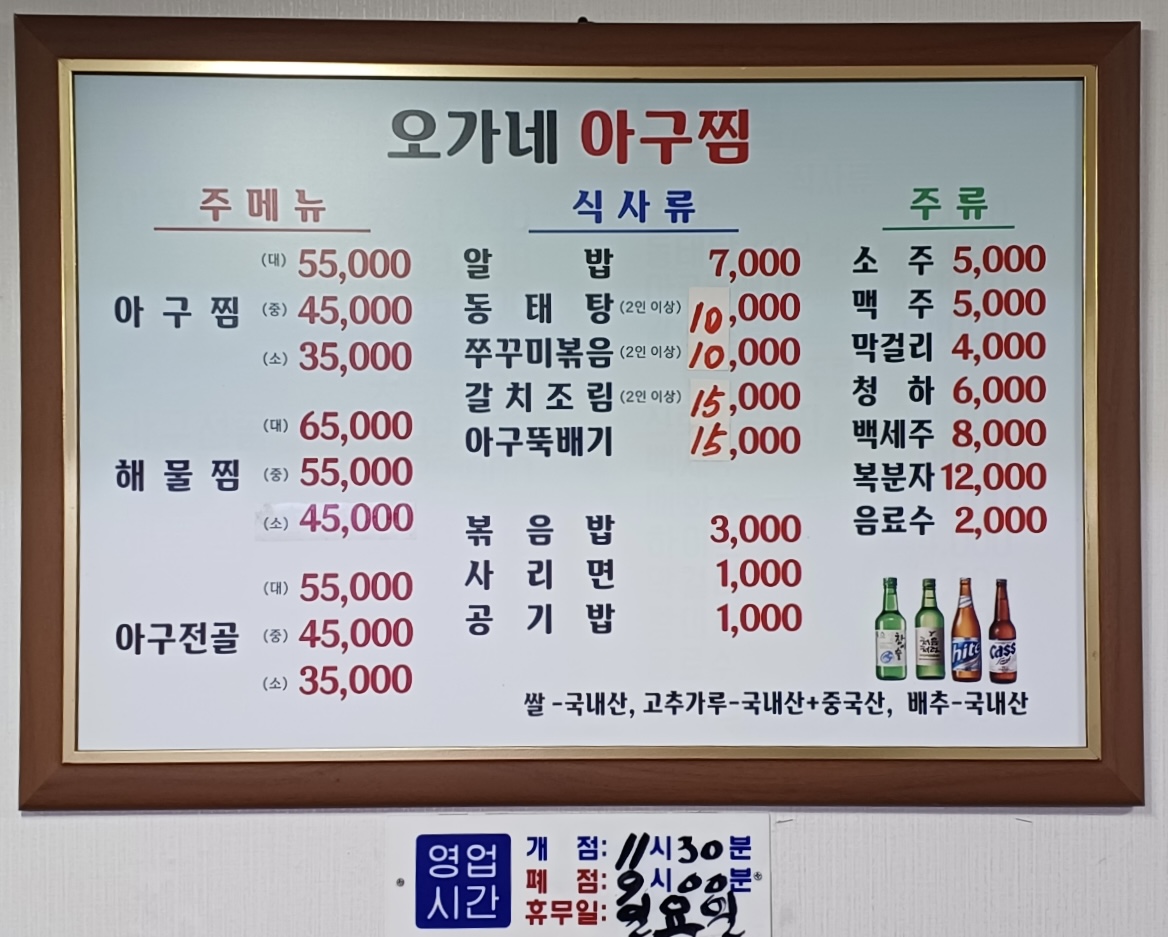 오가네 아구찜
주메뉴
아구찜
(대) 55,000
(중) 45,000
(소) 35,000
해물찜
(대) 65,000
(중) 55,000
(소) 45,000
아구전골
(대) 55,000
(중) 45,000
(소) 35,000
식사류
알밥 7,000
동태탕 (2인 이상) 10,000
쭈꾸미볶음 (2인 이상) 10,000
갈치조림 (2인 이상) 15,000
아구뚝배기 15,000
볶음밥 3,000
사리면 1,000
공기밥 1,000
주류
소주 5,000
맥주 5,000
막걸리 4,000
청하 6,000
백세주 8,000
복분자 12,000
음료수 2,000
hite
Cass
쌀-국내산, 고추가루-국내산+중국산, 배추-국내산
영업
시간
개점: 11시 30분
폐점: 9시 00분
휴무일: 일요일